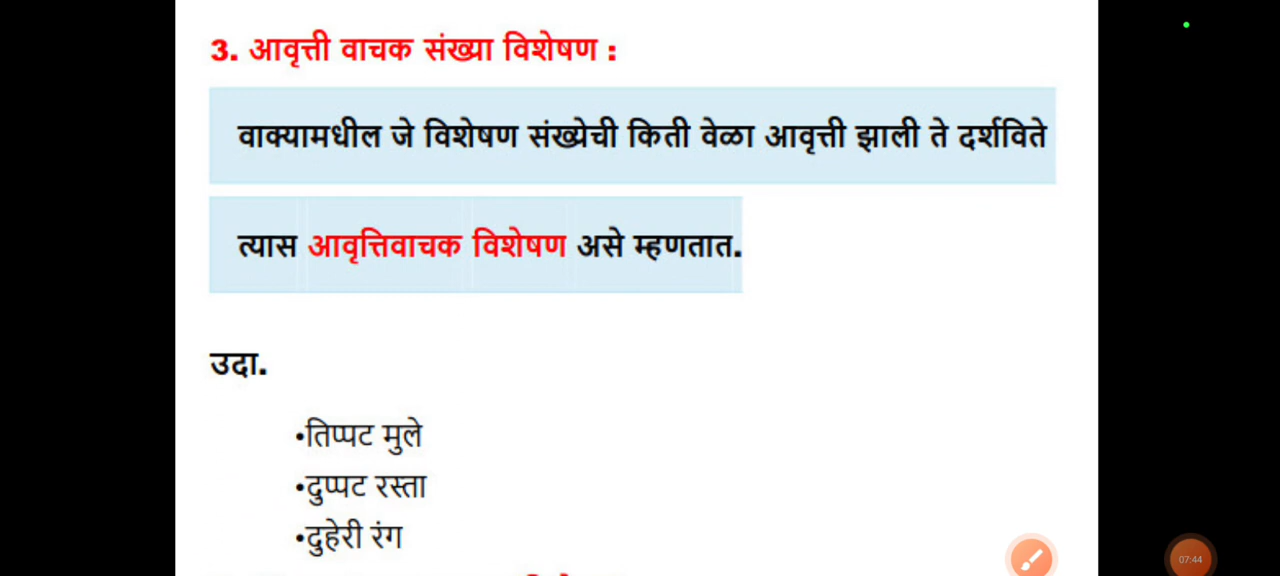 3. आवृत्ती वाचक संख्या विशेषण :
वाक्यामधील जे विशेषण संख्येची किती वेळा आवृत्ती झाली ते दर्शविते
त्यास आवृत्तिवाचक विशेषण असे म्हणतात.
उदा.
•तिप्पट मुले
•दुप्पट रस्ता
•दुहेरी रंग
07:44